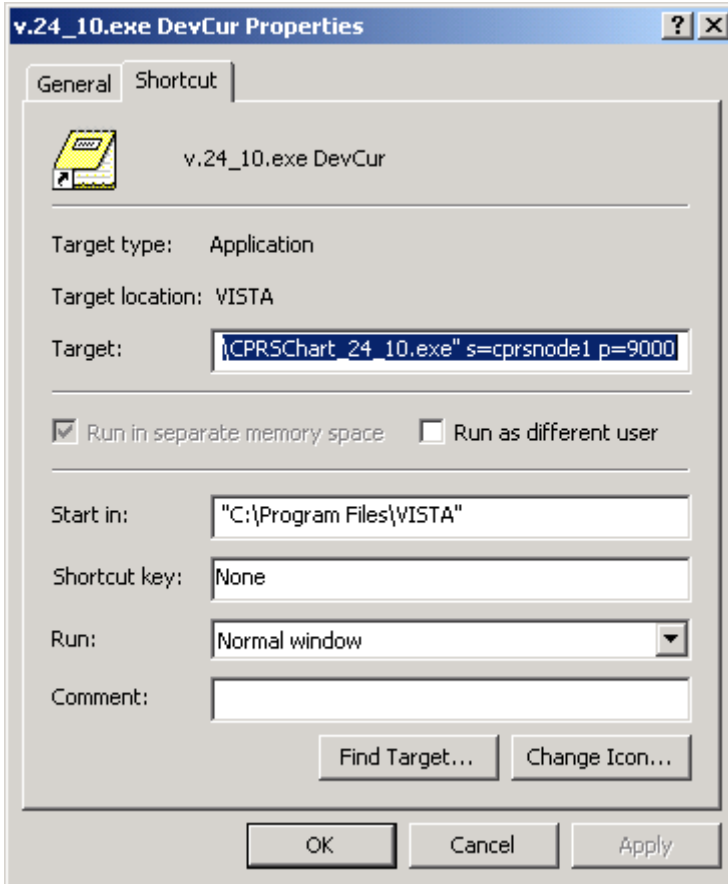 v.24_10.exe DevCur Properties
General Shortcut
v.24_10.exe DevCur
Target type: Application
Target location: VISTA
Target: \CPRSChart_24_10.exe" s=cprsnode1 p=9000
Run in separate memory space Run as different user
Start in: "C:\Program Files\VISTA"
Shortcut key: None
Run: Normal window
Comment:
Find Target... Change Icon...
OK Cancel Apply